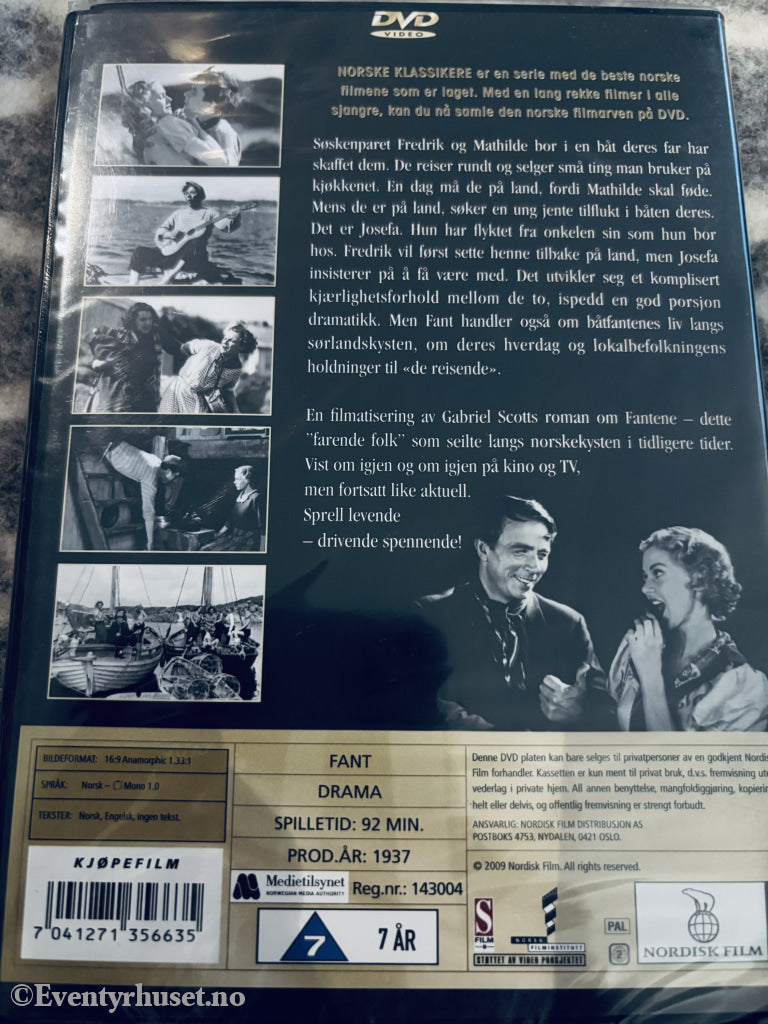 DVD
VIDEO
NORSKE KLASSIKERE er en serie med de beste norske
filmene som er laget. Med en lang rekke filmer i alle
sjangre, kan du nå samle den norske filmarven på DVD.
Søskenparet Fredrik og Mathilde bor i en båt deres far har
skaffet dem. De reiser rundt og selger små ting man bruker på
kjøkkenet. En dag må de på land, fordi Mathilde skal føde.
Mens de er på land, søker en ung jente tilflukt i båten deres.
Det er Josefa. Hun har flyktet fra onkelen sin som hun bor
hos. Fredrik vil først sette henne tilbake på land, men Josefa
insisterer på å få være med. Det utvikler seg et komplisert
kjærlighetsforhold mellom de to, ispedd en god porsjon
dramatikk. Men Fant handler også om båtfantenes liv langs
sørlandskysten, om deres hverdag og lokalbefolkningens
holdninger til «de reisende».
En filmatisering av Gabriel Scotts roman om Fantene – dette
"farende folk" som seilte langs norskekysten i tidligere tider.
Vist om igjen og om igjen på kino og TV,
men fortsatt like aktuell.
Sprell levende
– drivende spennende!
BILDEFORMAT: 16:9 Anamorphic 1.33:1
SPRÅK: Norsk – Mono 1.0
TEKSTER: Norsk, Engelsk, ingen tekst.
KJØPEFILM
7 041271 356635
FANT
DRAMA
SPILLETID: 92 MIN.
PROD.ÅR: 1937
Medietilsynet
NORWEGIAN MEDIA AUTHORITY
Reg.nr.: 143004
7
7 ÅR
Denne DVD platen kan bare selges til privatpersoner av en godkjent Nordis
Film forhandler. Kassetten er kun ment til privat bruk, d.v.s. fremvisning ute
vederlag i private hjem. All annen benyttelse, mangfoldiggjøring, kopierin
helt eller delvis, og offentlig fremvisning er strengt forbudt.
ANSVARLIG: NORDISK FILM DISTRIBUSJON AS
POSTBOKS 4753, NYDALEN, 0421 OSLO.
© 2009 Nordisk Film. All rights reserved.
S
FILM
NORSK
FILMINSTITUTT
STØTTET AV VIDEO PROSJEKTET
PAL
2
NORDISK FILM
©Eventyrhuset.no